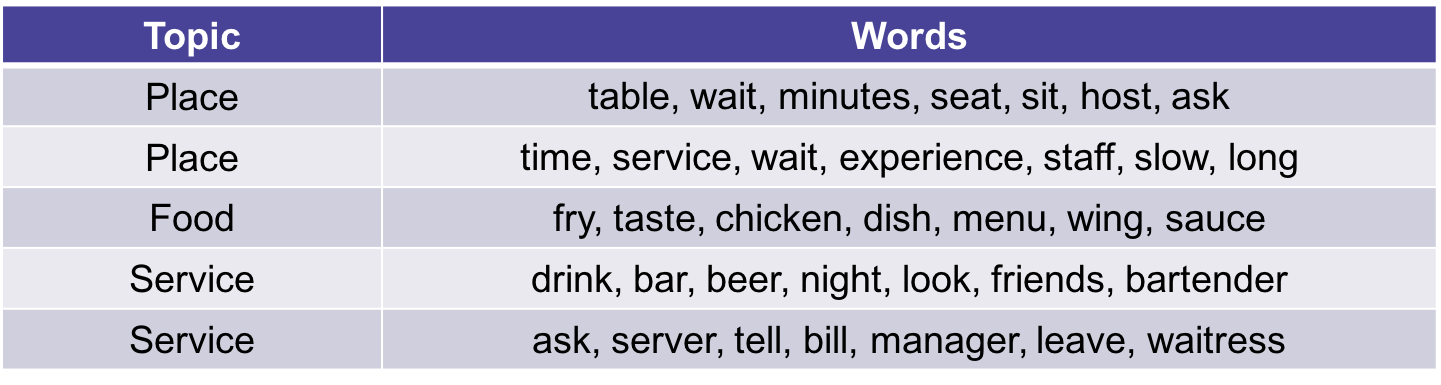 Topic Words
Place table, wait, minutes, seat, sit, host, ask
Place time, service, wait, experience, staff, slow, long
Food fry, taste, chicken, dish, menu, wing, sauce
Service drink, bar, beer, night, look, friends, bartender
Service ask, server, tell, bill, manager, leave, waitress